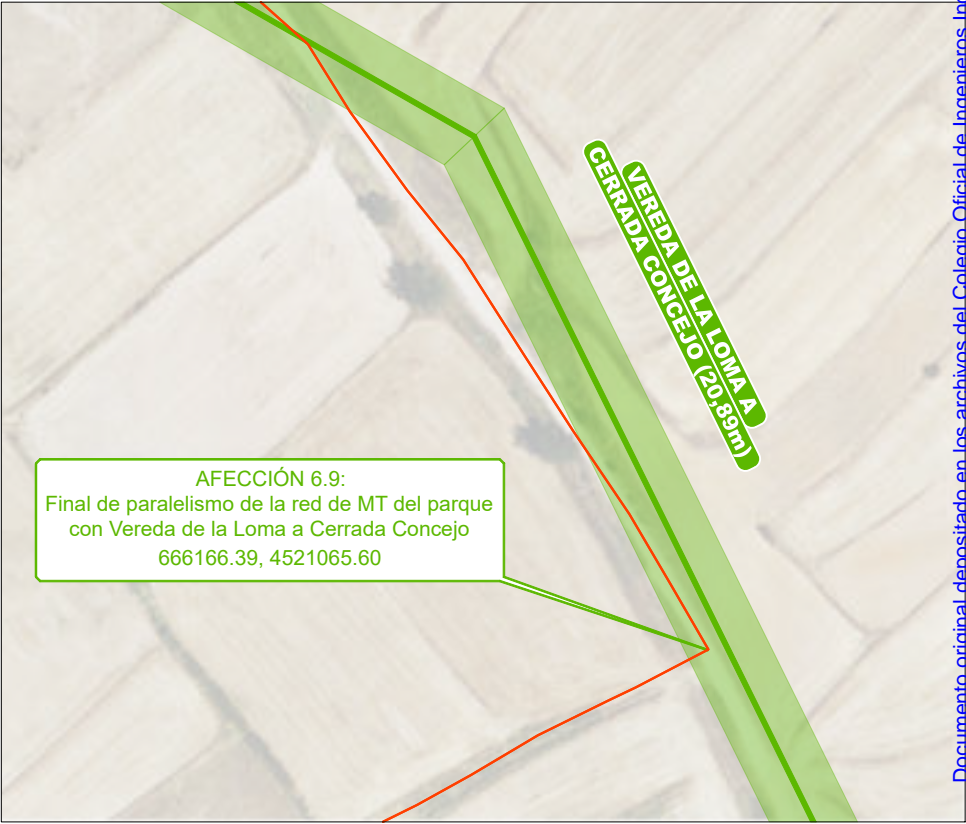 VEREDA DE LA LOMA A
CERRADA CONCEJO (20,89m)
AFECCIÓN 6.9:
Final de paralelismo de la red de MT del parque
con Vereda de la Loma a Cerrada Concejo
666166.39, 4521065.60
Documento original depositado en los archivos del Colegio Oficial de Ingenieros